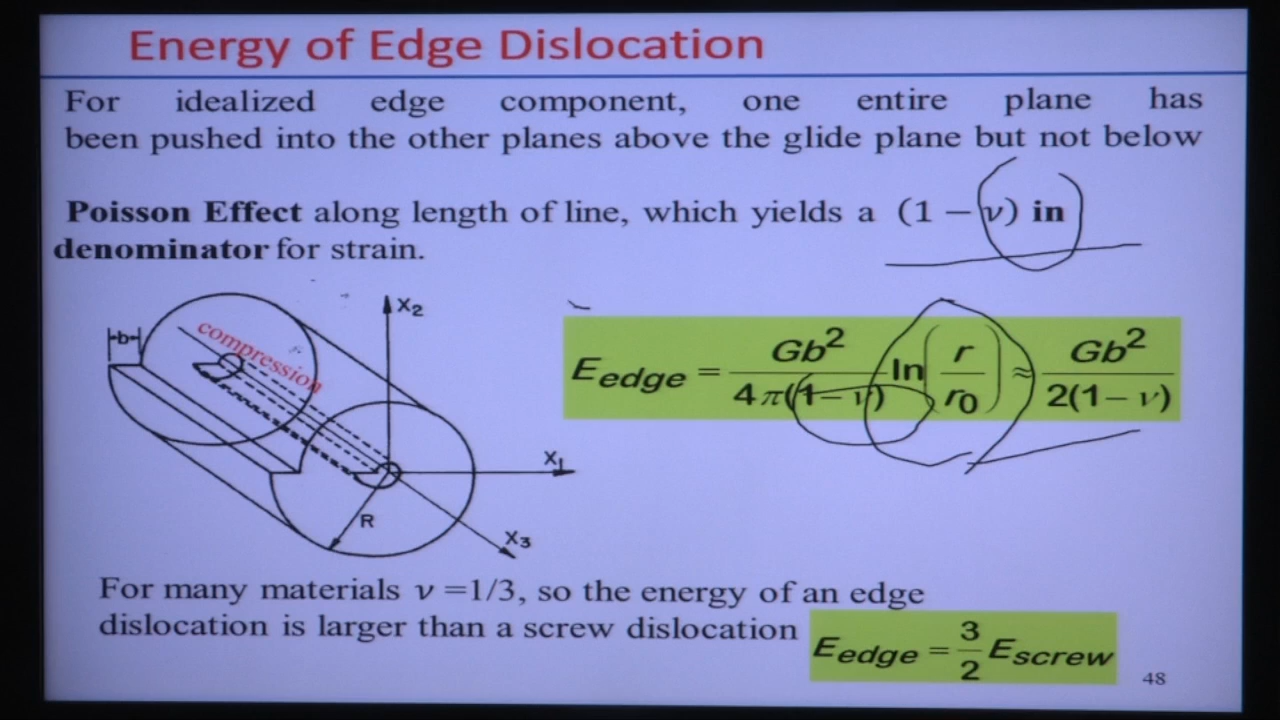 Energy of Edge Dislocation
For idealized edge component, one entire plane has
been pushed into the other planes above the glide plane but not below
Poisson Effect along length of line, which yields a (1 − ν) in
denominator for strain.
b
compression
X2
X1
X3
R
E_edge = Gb²/4π(1−ν) ln(r/r₀) ≈ Gb²/2(1−ν)
For many materials ν =1/3, so the energy of an edge
dislocation is larger than a screw dislocation
E_edge = 3/2 E_screw
48